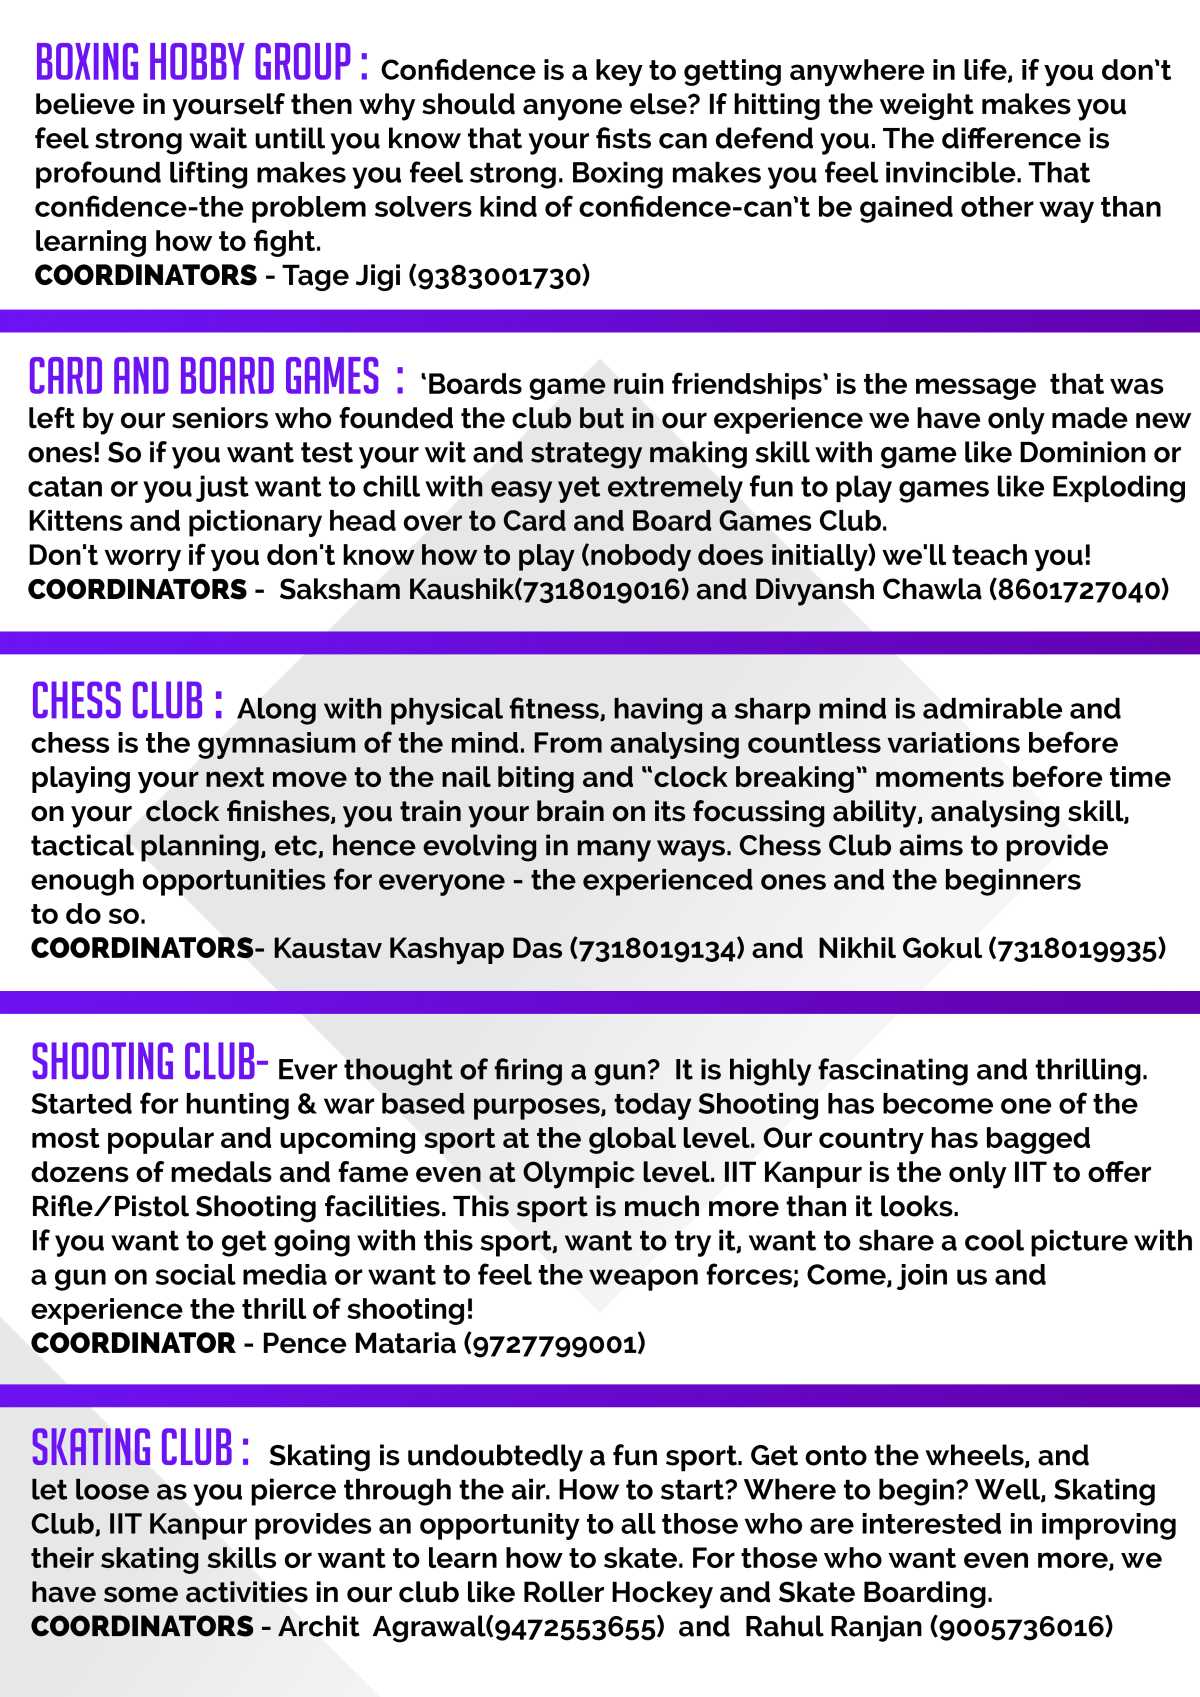 BOXING HOBBY GROUP : Confidence is a key to getting anywhere in life, if you don’t
believe in yourself then why should anyone else? If hitting the weight makes you
feel strong wait untill you know that your fists can defend you. The difference is
profound lifting makes you feel strong. Boxing makes you feel invincible. That
confidence-the problem solvers kind of confidence-can’t be gained other way than
learning how to fight.
COORDINATORS - Tage Jigi (9383001730)
CARD AND BOARD GAMES : ‘Boards game ruin friendships’ is the message that was
left by our seniors who founded the club but in our experience we have only made new
ones! So if you want test your wit and strategy making skill with game like Dominion or
catan or you just want to chill with easy yet extremely fun to play games like Exploding
Kittens and pictionary head over to Card and Board Games Club.
Don't worry if you don't know how to play (nobody does initially) we'll teach you!
COORDINATORS - Saksham Kaushik(7318019016) and Divyansh Chawla (8601727040)
CHESS CLUB : Along with physical fitness, having a sharp mind is admirable and
chess is the gymnasium of the mind. From analysing countless variations before
playing your next move to the nail biting and “clock breaking” moments before time
on your clock finishes, you train your brain on its focussing ability, analysing skill,
tactical planning, etc, hence evolving in many ways. Chess Club aims to provide
enough opportunities for everyone - the experienced ones and the beginners
to do so.
COORDINATORS- Kaustav Kashyap Das (7318019134) and Nikhil Gokul (7318019935)
SHOOTING CLUB- Ever thought of firing a gun? It is highly fascinating and thrilling.
Started for hunting & war based purposes, today Shooting has become one of the
most popular and upcoming sport at the global level. Our country has bagged
dozens of medals and fame even at Olympic level. IIT Kanpur is the only IIT to offer
Rifle/Pistol Shooting facilities. This sport is much more than it looks.
If you want to get going with this sport, want to try it, want to share a cool picture with
a gun on social media or want to feel the weapon forces; Come, join us and
experience the thrill of shooting!
COORDINATOR - Pence Mataria (9727799001)
SKATING CLUB : Skating is undoubtedly a fun sport. Get onto the wheels, and
let loose as you pierce through the air. How to start? Where to begin? Well, Skating
Club, IIT Kanpur provides an opportunity to all those who are interested in improving
their skating skills or want to learn how to skate. For those who want even more, we
have some activities in our club like Roller Hockey and Skate Boarding.
COORDINATORS - Archit Agrawal(9472553655) and Rahul Ranjan (9005736016)